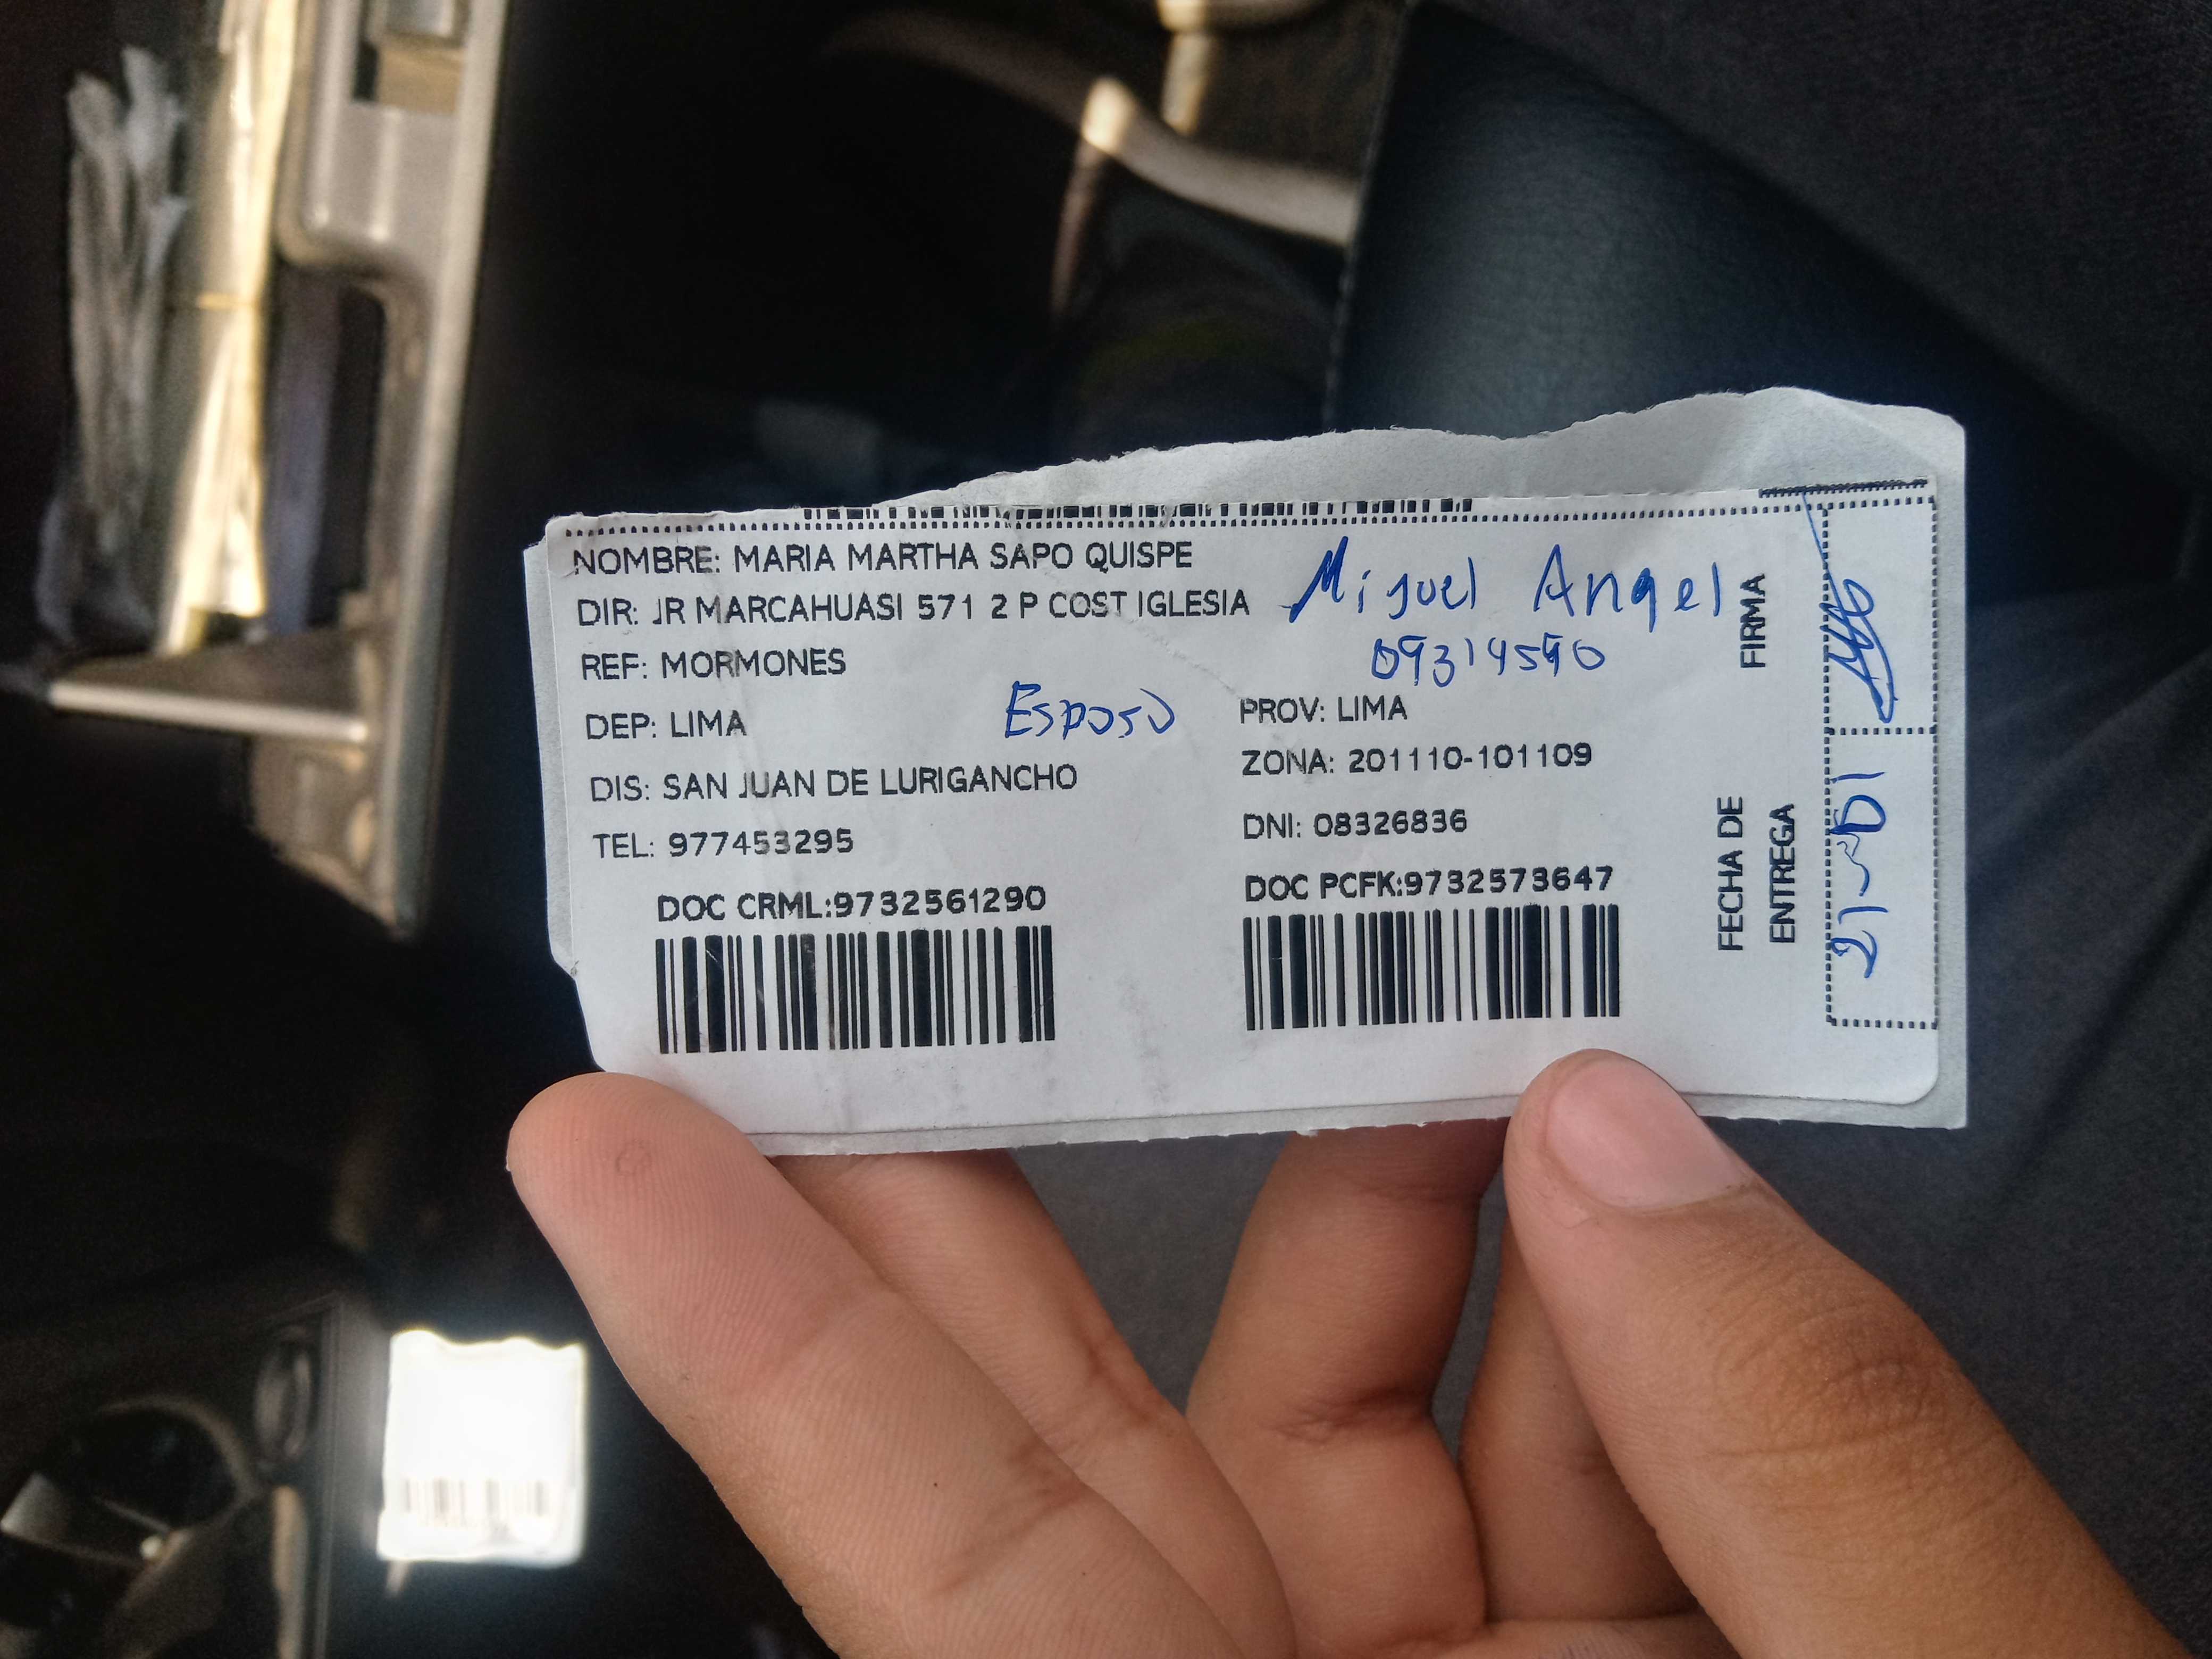 NOMBRE: MARIA MARTHA SAPO QUISPE
Miguel Angel
DIR: JR MARCAHUASI 571 2 P COST IGLESIA
09314590
REF: MORMONES
Esposo
DEP: LIMA
PROV: LIMA
ZONA: 201110-101109
DIS: SAN JUAN DE LURIGANCHO
DNI: 08326836
TEL: 977453295
DOC CRML:9732561290
DOC PCFK:9732573647
FIRMA
FECHA DE
ENTREGA
21-01